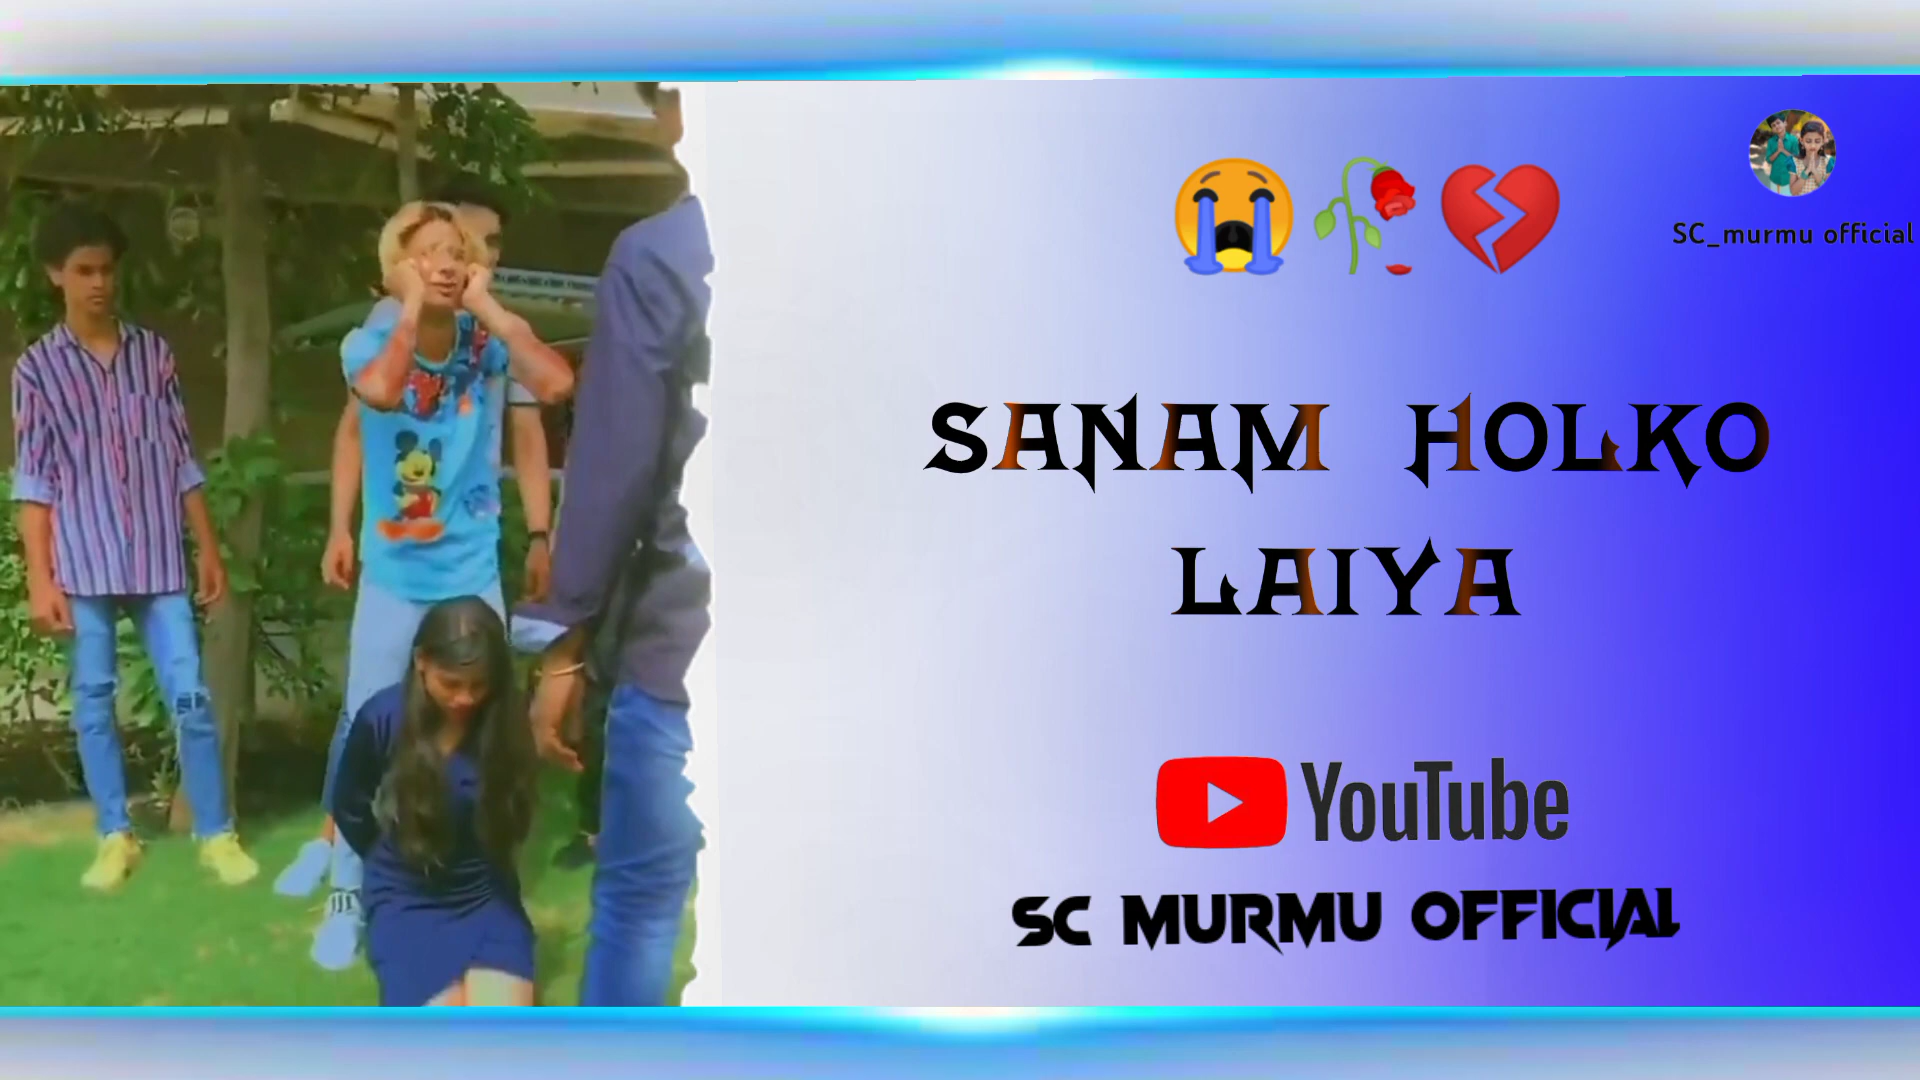 😭🥀💔
SC_murmu official
SANAM HOLKO
LAIYA
YouTube
SC MURMU OFFICIAL